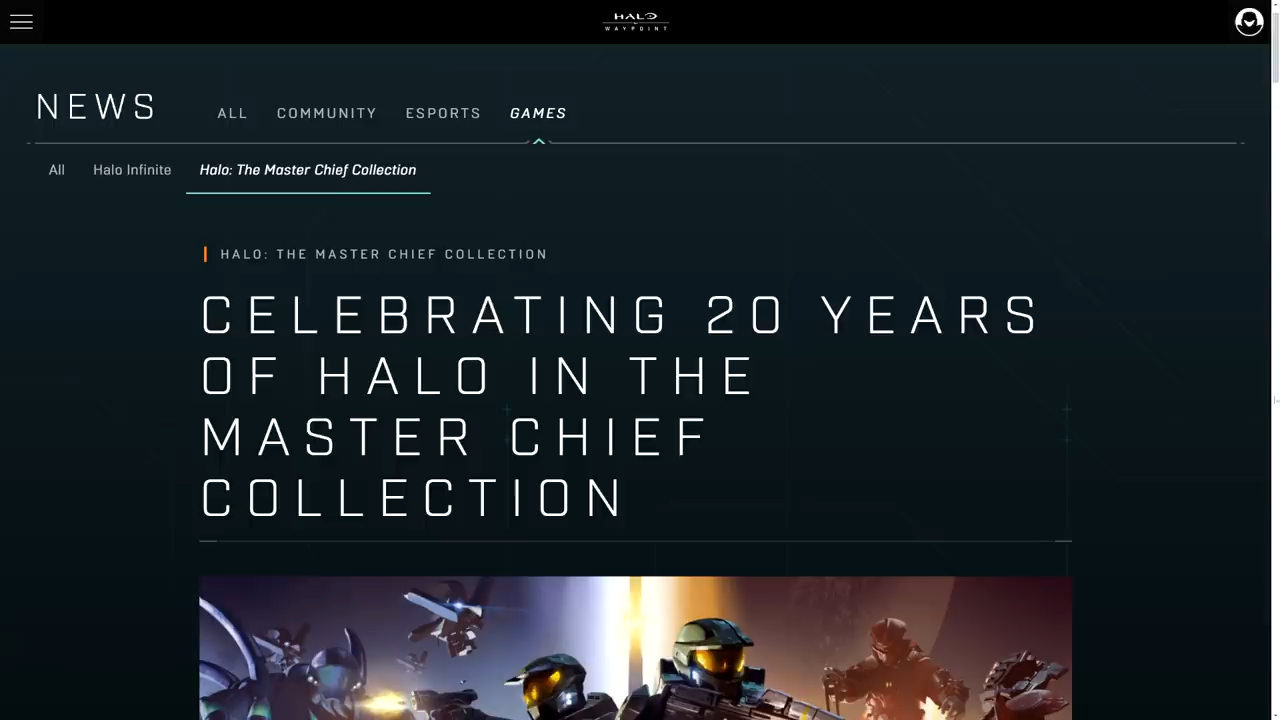 HALO
WAYPOINT
NEWS
ALL COMMUNITY ESPORTS GAMES
All Halo Infinite Halo: The Master Chief Collection
HALO: THE MASTER CHIEF COLLECTION
CELEBRATING 20 YEARS
OF HALO IN THE
MASTER CHIEF
COLLECTION